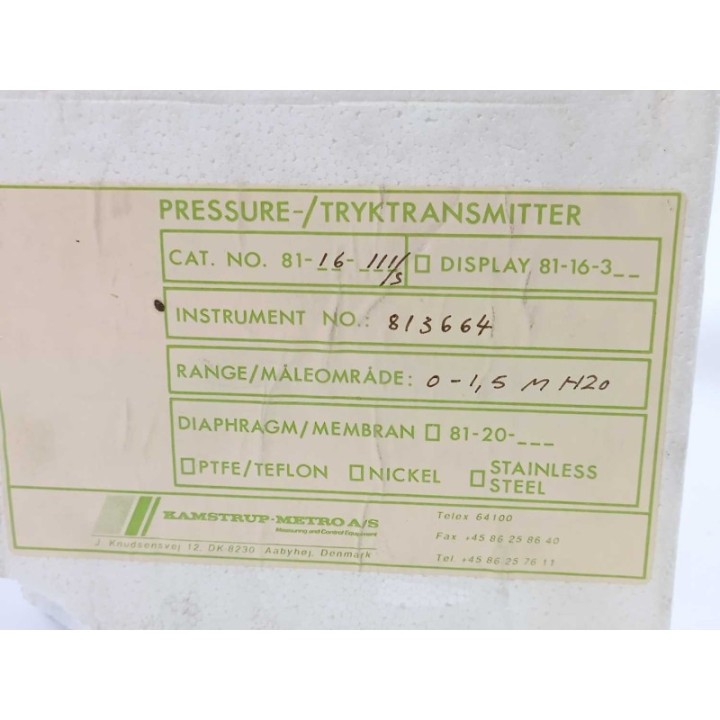 PRESSURE-/TRYKTRANSMITTER
CAT. NO. 81-16-111/s
☐ DISPLAY 81-16-3__
INSTRUMENT NO.: 813664
RANGE/MÅLEOMRÅDE: 0-1,5 M H2O
DIAPHRAGM/MEMBRAN ☐ 81-20-___
☐ PTFE/TEFLON ☐ NICKEL ☐ STAINLESS STEEL
KAMSTRUP-METRO A/S
Measuring and Control Equipment
J. Knudsensvej 12, DK-8230 Aabyhøj, Denmark
Telex 64100
Fax +45 86 25 86 40
Tel. +45 86 25 76 11